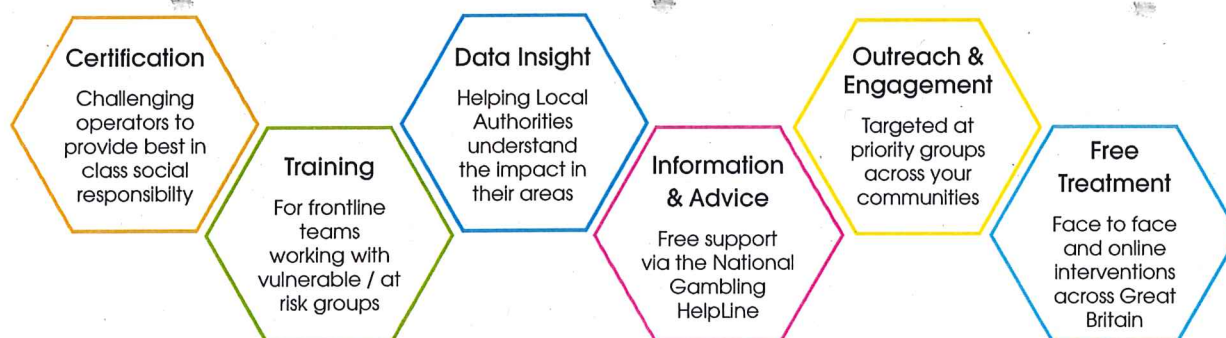 Certification
Challenging
operators to
provide best in
class social
responsibilty
Training
For frontline
teams
working with
vulnerable / at
risk groups
Data Insight
Helping Local
Authorities
understand
the impact in
their areas
Information
& Advice
Free support
via the National
Gambling
HelpLine
Outreach &
Engagement
Targeted at
priority groups
across your
communities
Free
Treatment
Face to face
and online
interventions
across Great
Britain